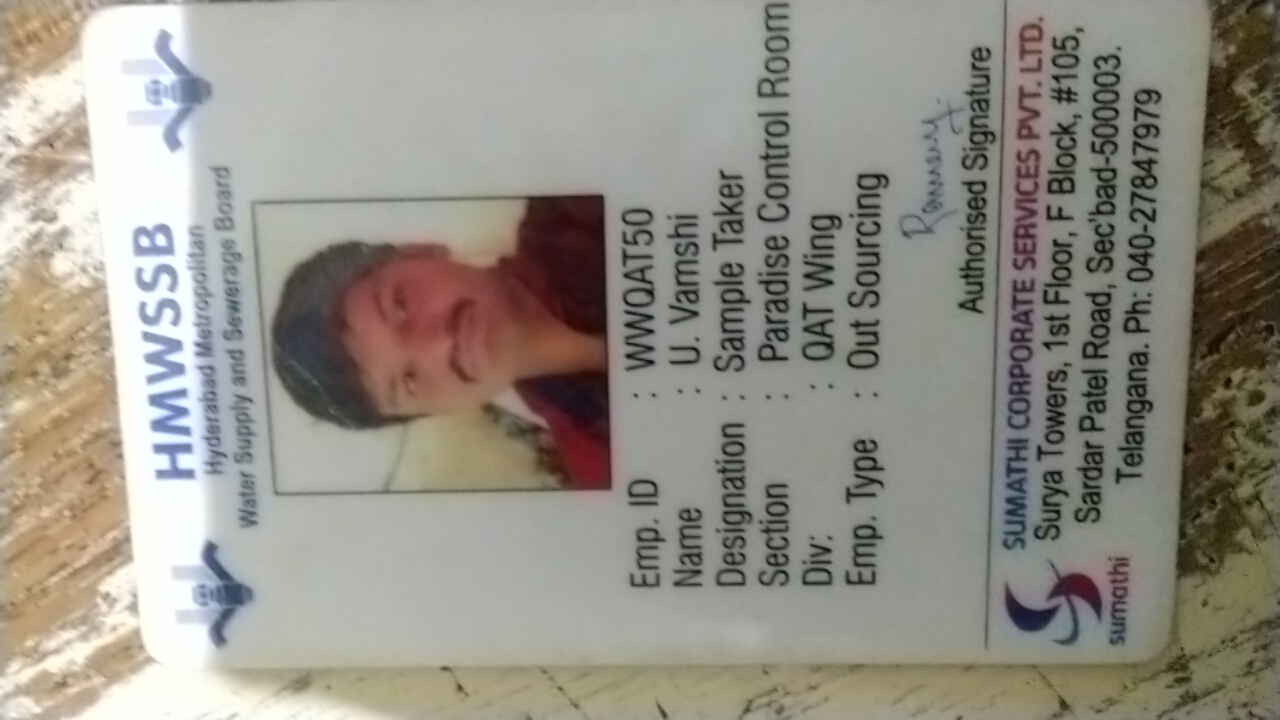 HMWSSB
Hyderabad Metropolitan
Water Supply and Sewerage Board
Emp. ID : WWQAT50
Name : U. Vamshi
Designation : Sample Taker
Section : Paradise Control Room
Div: : QAT Wing
Emp. Type : Out Sourcing
Authorised Signature
SUMATHI CORPORATE SERVICES PVT. LTD.
Surya Towers, 1st Floor, F Block, #105,
Sardar Patel Road, Sec'bad-500003.
Telangana. Ph: 040-27847979
sumathi